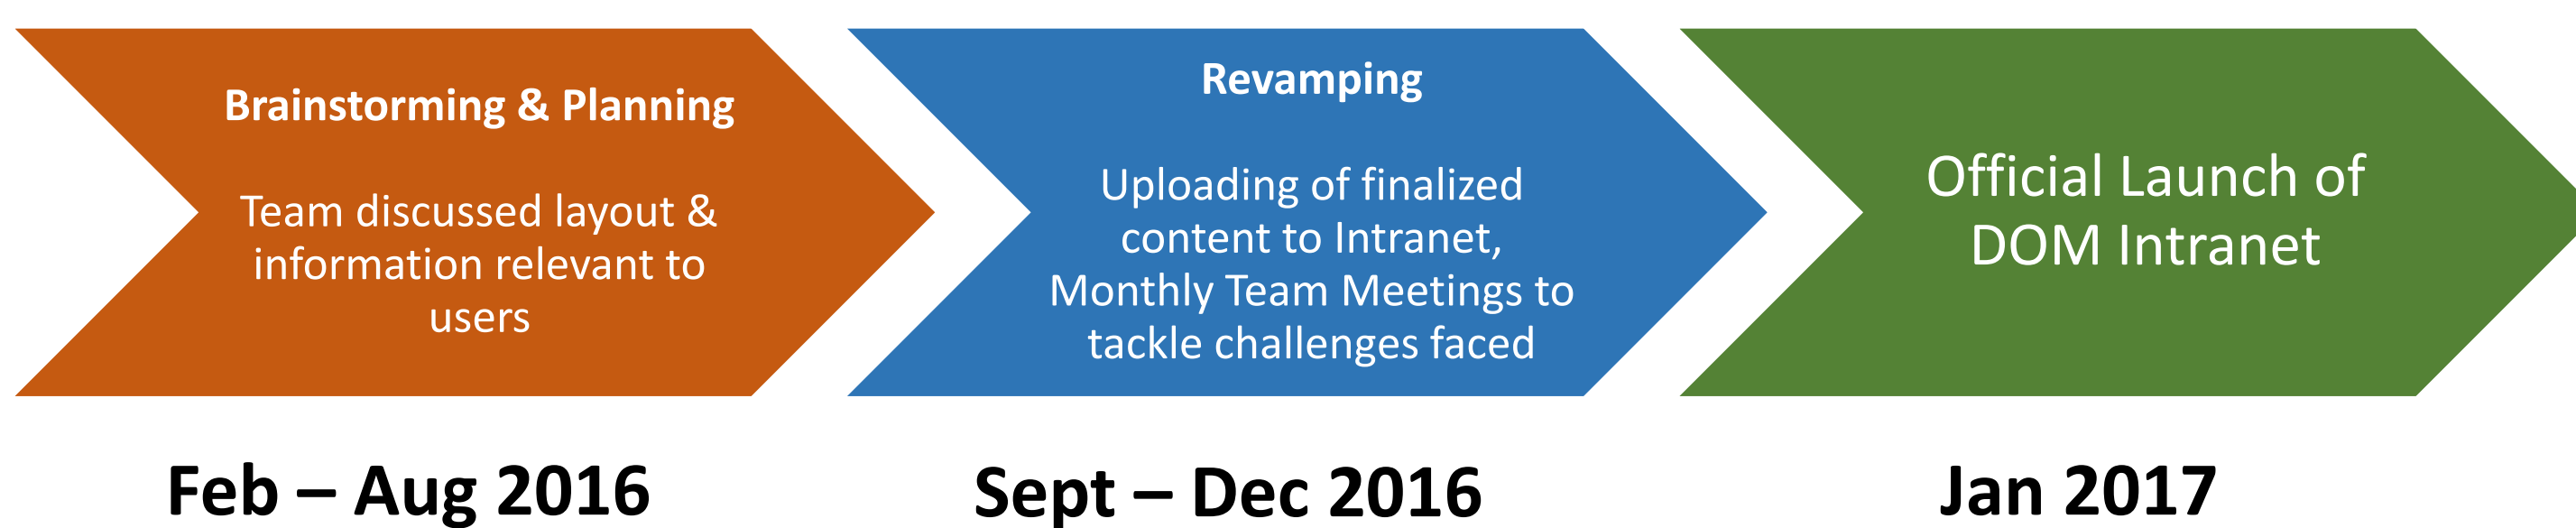 Brainstorming & Planning
Team discussed layout &
information relevant to
users
Revamping
Uploading of finalized
content to Intranet,
Monthly Team Meetings to
tackle challenges faced
Official Launch of
DOM Intranet
Feb – Aug 2016
Sept – Dec 2016
Jan 2017